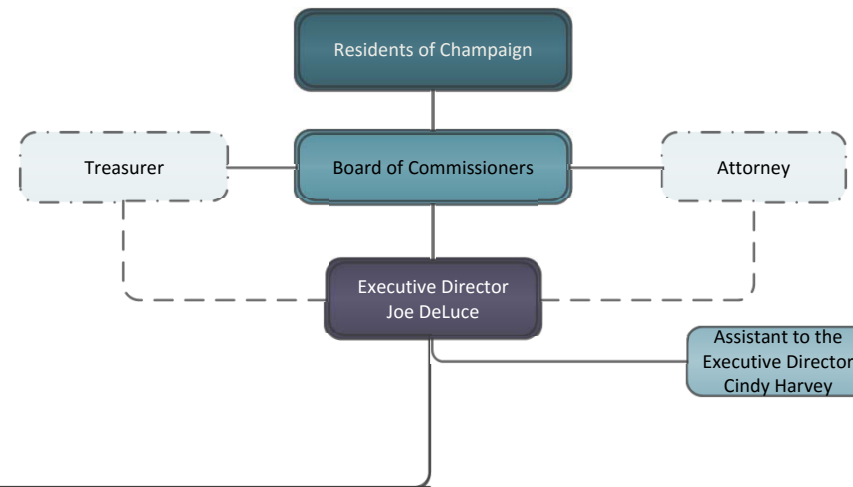 Residents of Champaign
Treasurer
Board of Commissioners
Attorney
Executive Director
Joe DeLuce
Assistant to the
Executive Director
Cindy Harvey